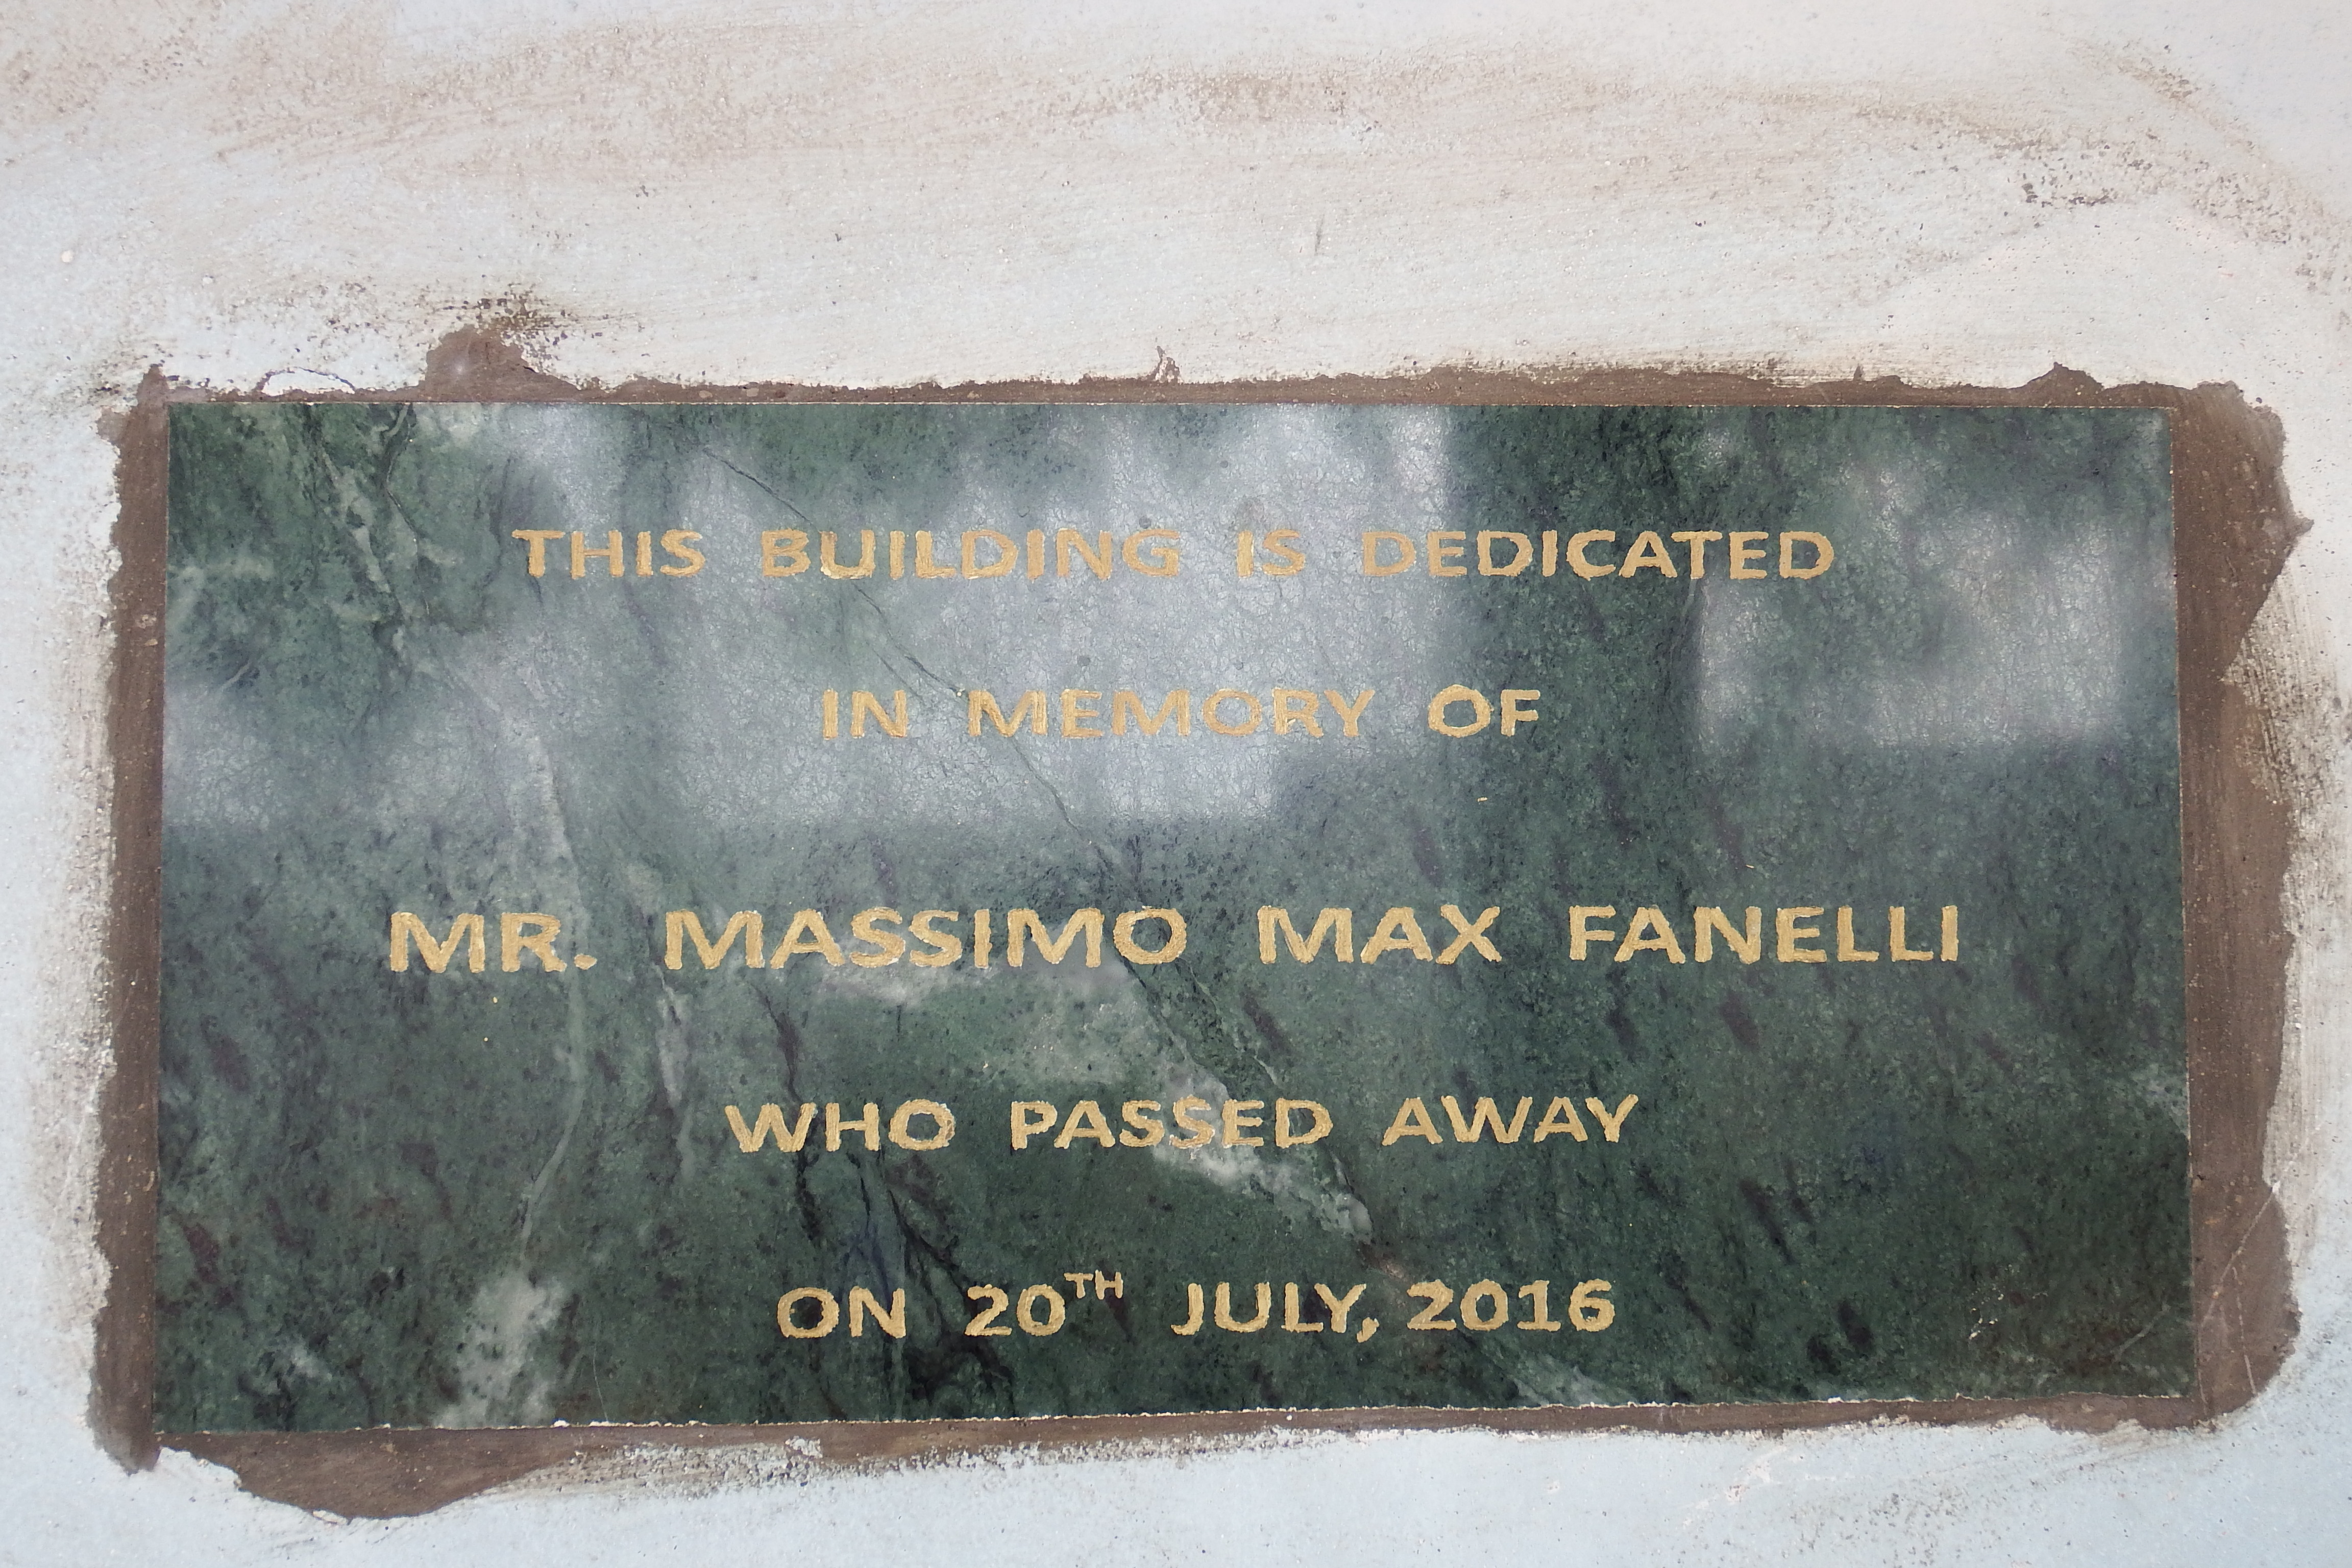 THIS BUILDING IS DEDICATED
IN MEMORY OF
MR. MASSIMO MAX FANELLI
WHO PASSED AWAY
ON 20TH JULY, 2016